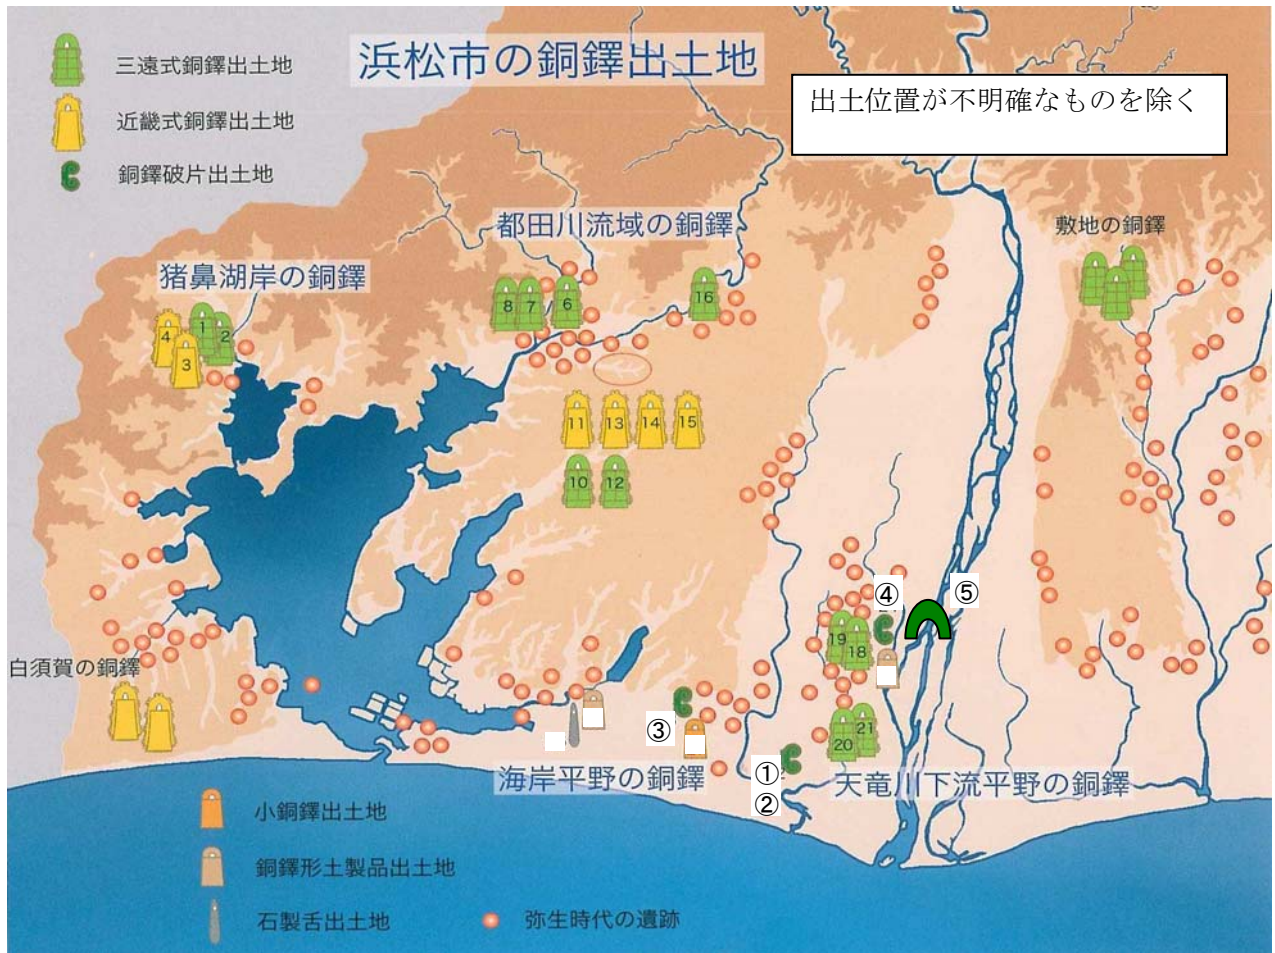 浜松市の銅鐸出土地
三遠式銅鐸出土地
近畿式銅鐸出土地
銅鐸破片出土地
出土位置が不明確なものを除く
都田川流域の銅鐸
敷地の銅鐸
猪鼻湖岸の銅鐸
8 7 6
16
4 1 2
3
11 13 14 15
10 12
④ ⑤
19 18
白須賀の銅鐸
③
21
20
①
②
海岸平野の銅鐸
天竜川下流平野の銅鐸
小銅鐸出土地
銅鐸形土製品出土地
石製舌出土地
弥生時代の遺跡